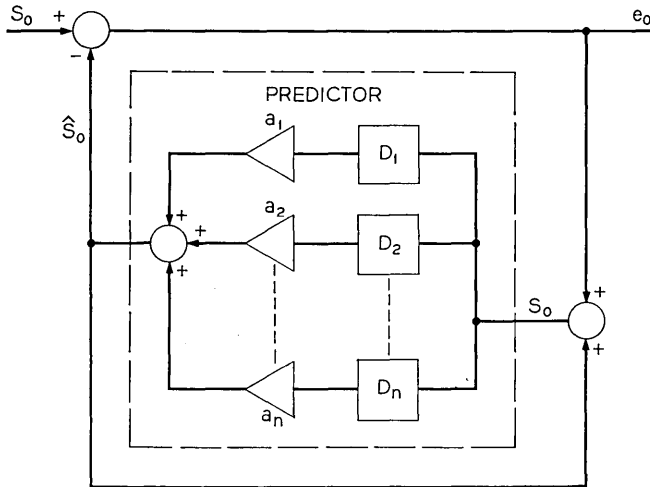 S₀ + e₀
−
PREDICTOR
Ŝ₀
a₁ D₁
+
a₂ D₂
+
+
S₀ +
+
aₙ Dₙ